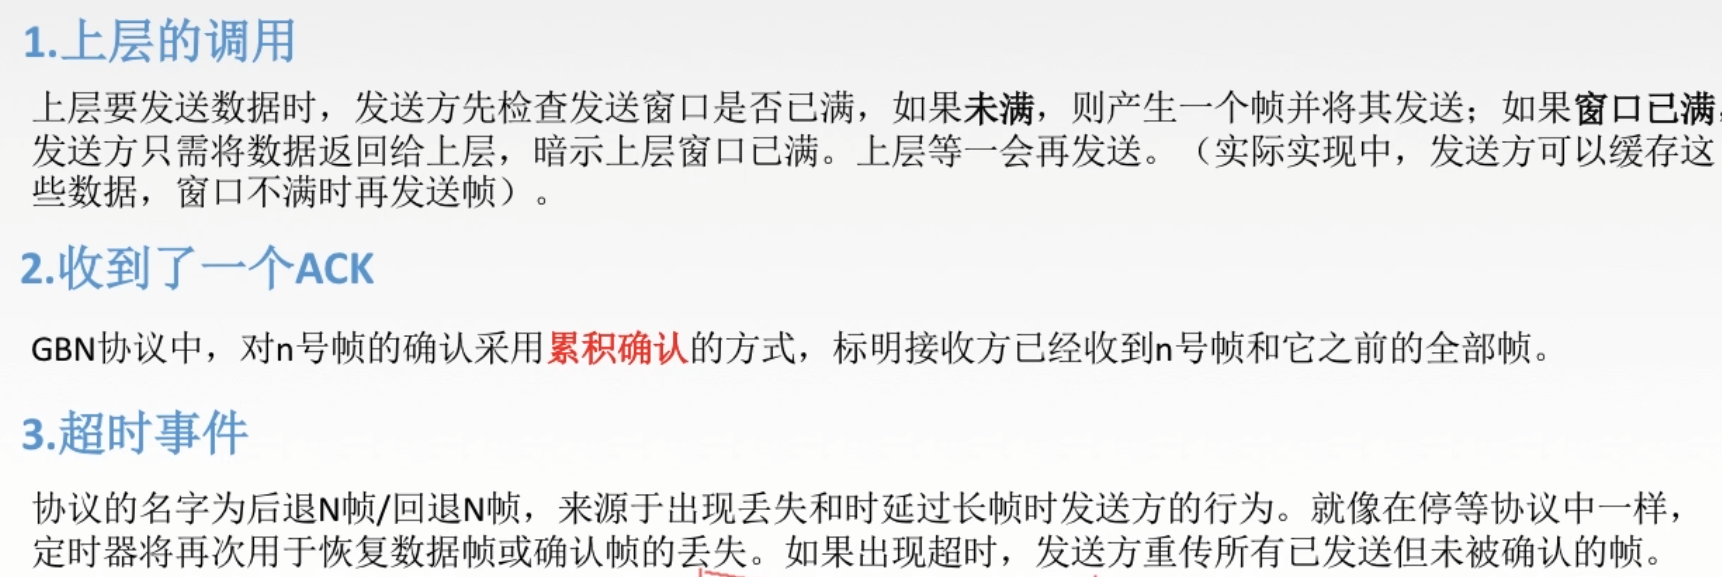 1.上层的调用
上层要发送数据时，发送方先检查发送窗口是否已满，如果未满，则产生一个帧并将其发送；如果窗口已满，
发送方只需将数据返回给上层，暗示上层窗口已满。上层等一会再发送。（实际实现中，发送方可以缓存这
些数据，窗口不满时再发送帧）。
2.收到了一个ACK
GBN协议中，对n号帧的确认采用累积确认的方式，标明接收方已经收到n号帧和它之前的全部帧。
3.超时事件
协议的名字为后退N帧/回退N帧，来源于出现丢失和时延过长帧时发送方的行为。就像在停等协议中一样，
定时器将再次用于恢复数据帧或确认帧的丢失。如果出现超时，发送方重传所有已发送但未被确认的帧。